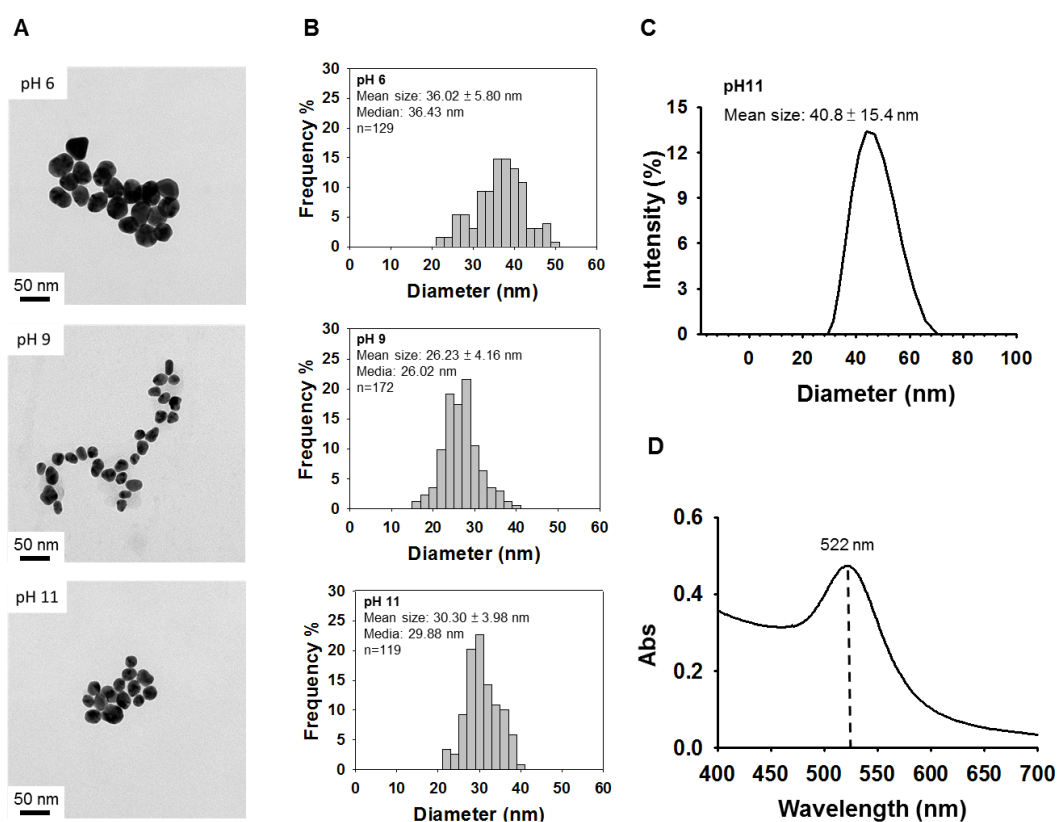 A
pH 6
50 nm
pH 9
50 nm
pH 11
50 nm
B
30
25
20
15
10
5
0
Frequency %
pH 6
Mean size: 36.02 ± 5.80 nm
Median: 36.43 nm
n=129
0 10 20 30 40 50 60
Diameter (nm)
30
25
20
15
10
5
0
Frequency %
pH 9
Mean size: 26.23 ± 4.16 nm
Media: 26.02 nm
n=172
0 10 20 30 40 50 60
Diameter (nm)
30
25
20
15
10
5
0
Frequency %
pH 11
Mean size: 30.30 ± 3.98 nm
Media: 29.88 nm
n=119
0 10 20 30 40 50 60
Diameter (nm)
C
pH11
Mean size: 40.8 ± 15.4 nm
15
12
9
6
3
0
Intensity (%)
0 20 40 60 80 100
Diameter (nm)
D
0.6
0.4
0.2
0.0
Abs
522 nm
400 450 500 550 600 650 700
Wavelength (nm)